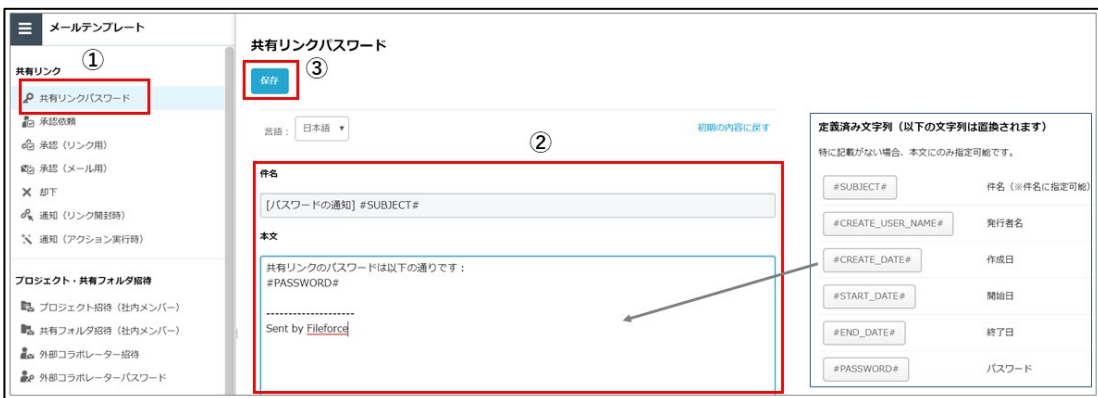 メールテンプレート
①
共有リンク
共有リンクパスワード
承認依頼
承認（リンク用）
承認（メール用）
却下
通知（リンク開封時）
通知（アクション実行時）
プロジェクト・共有フォルダ招待
プロジェクト招待（社内メンバー）
共有フォルダ招待（社内メンバー）
外部コラボレーター招待
外部コラボレーターパスワード
共有リンクパスワード
保存
③
言語： 日本語
初期の内容に戻す
②
件名
[パスワードの通知] #SUBJECT#
本文
共有リンクのパスワードは以下の通りです：
#PASSWORD#
--------------------
Sent by Fileforce
定義済み文字列（以下の文字列は置換されます）
特に記載がない場合、本文にのみ指定可能です。
#SUBJECT# 件名（※件名に指定可能）
#CREATE_USER_NAME# 発行者名
#CREATE_DATE# 作成日
#START_DATE# 開始日
#END_DATE# 終了日
#PASSWORD# パスワード